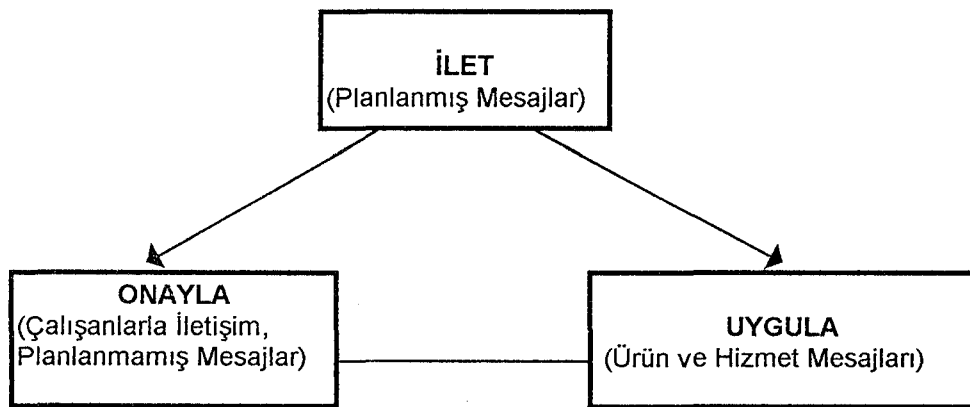 İLET
(Planlanmış Mesajlar)
ONAYLA
(Çalışanlarla İletişim,
Planlanmamış Mesajlar)
UYGULA
(Ürün ve Hizmet Mesajları)